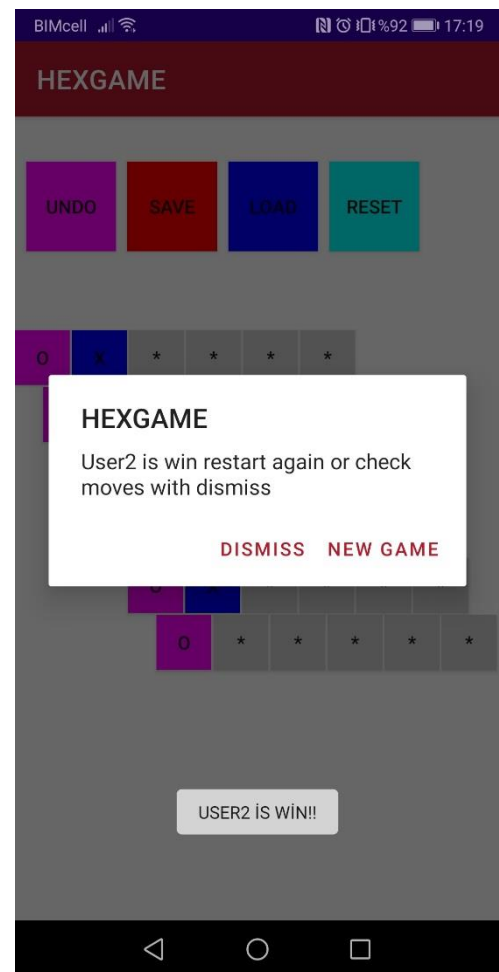 BIMcell %92 17:19
HEXGAME
UNDO SAVE LOAD RESET
O X * * * *
HEXGAME
User2 is win restart again or check
moves with dismiss
DISMISS NEW GAME
O * * * * *
USER2 İS WİN!!